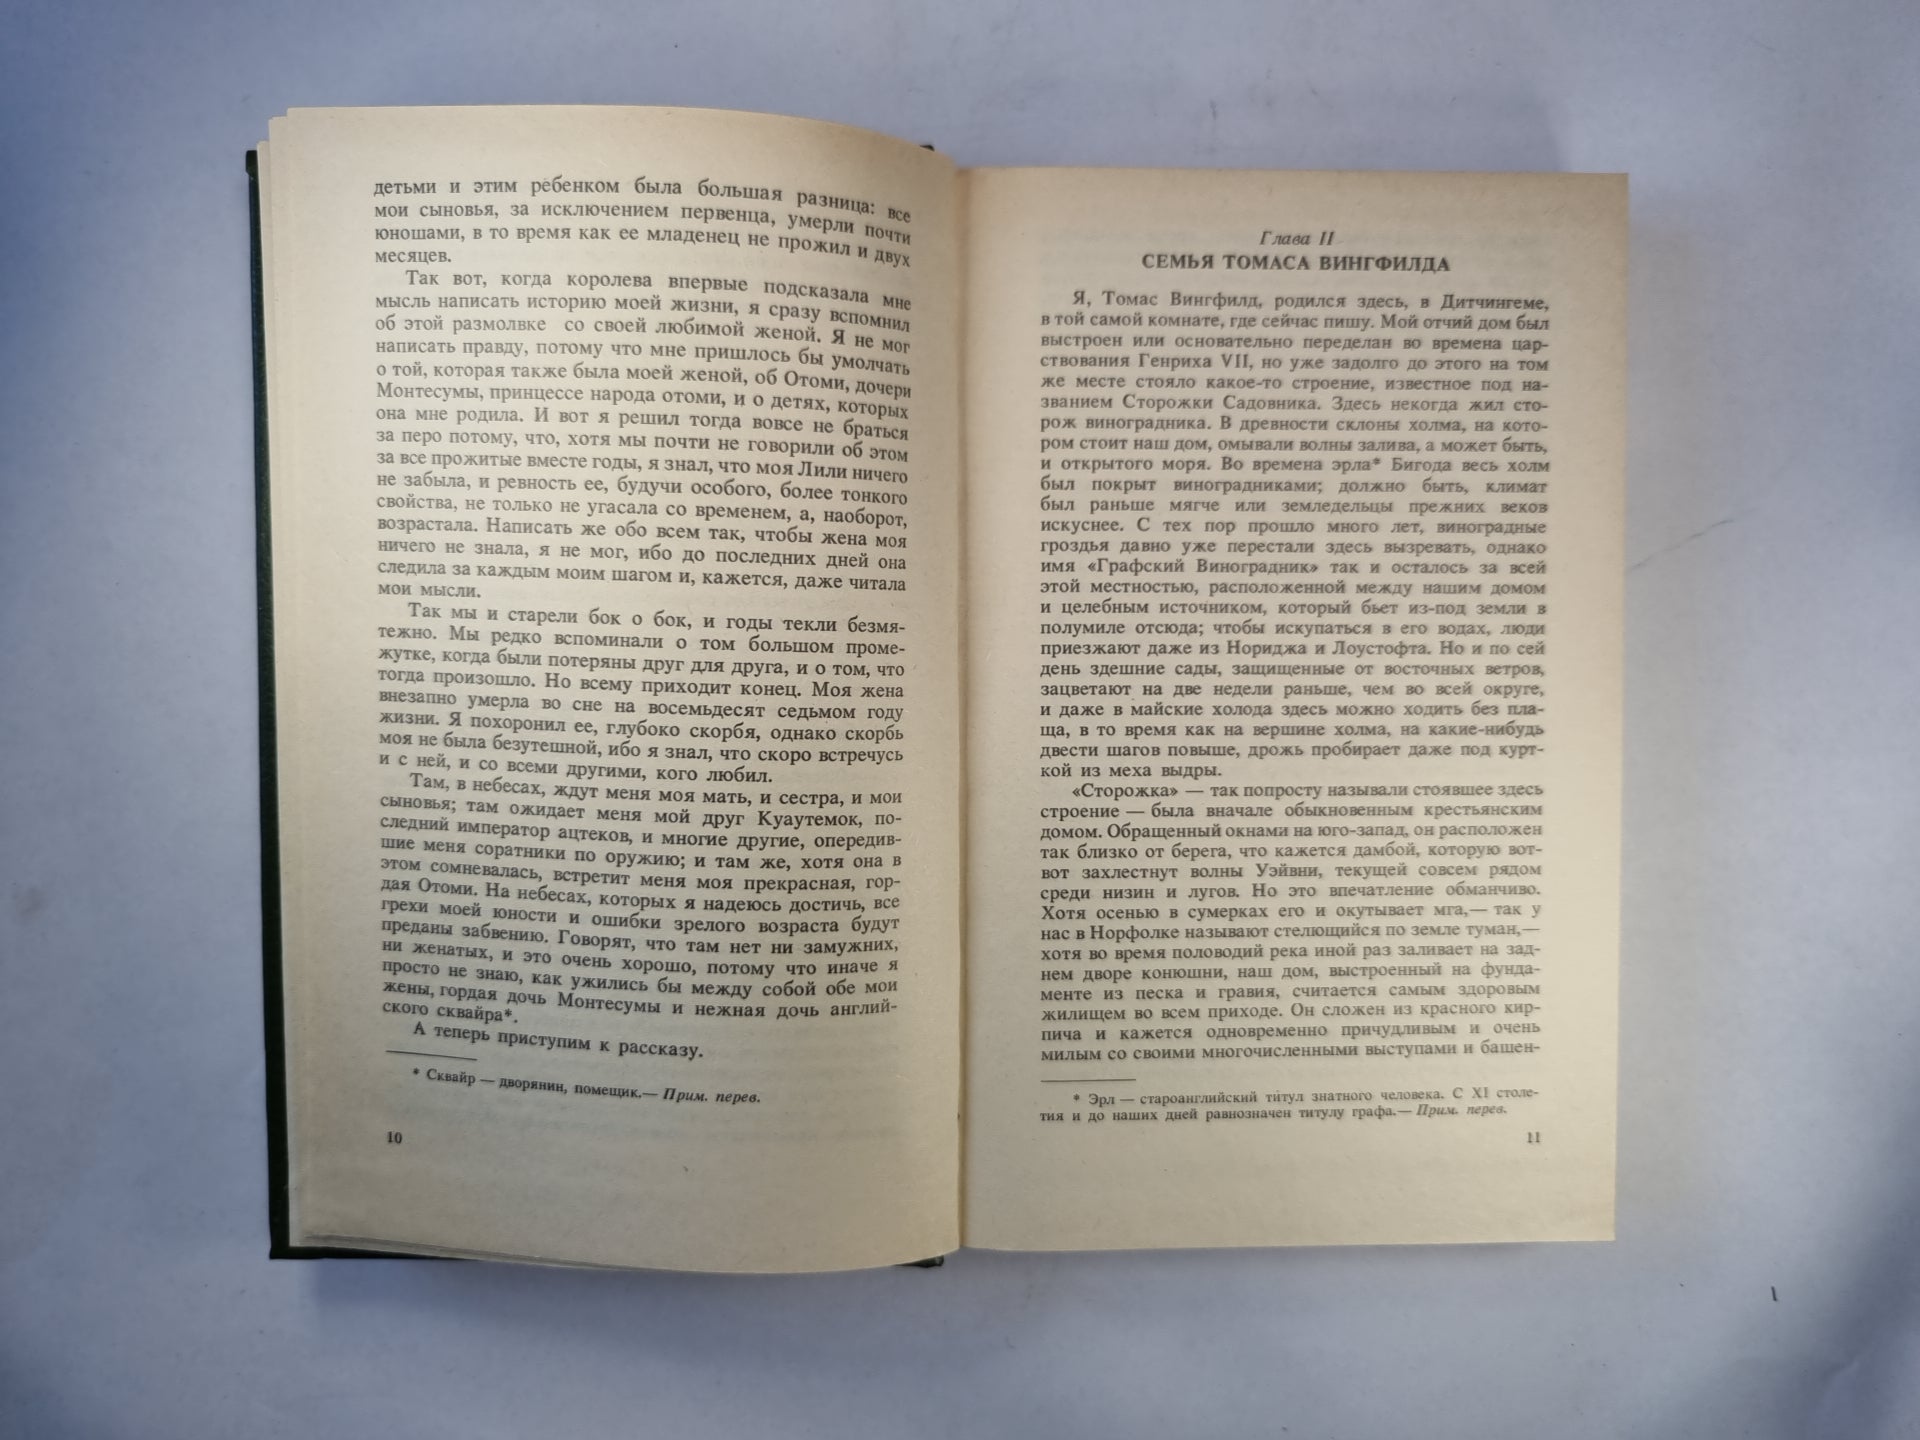 детьми и этим ребенком была большая разница: все
мои сыновья, за исключением первенца, умерли почти
юношами, в то время как ее младенец не прожил и двух
месяцев.
Так вот, когда королева впервые подсказала мне
мысль написать историю моей жизни, я сразу вспомнил
об этой размолвке со своей любимой женой. Я не мог
написать правду, потому что мне пришлось бы умолчать
о той, которая также была моей женой, об Отоми, дочери
Монтесумы, принцессе народа отоми, и о детях, которых
она мне родила. И вот я решил тогда вовсе не браться
за перо потому, что, хотя мы почти не говорили об этом
за все прожитые вместе годы, я знал, что моя Лили ничего
не забыла, и ревность ее, будучи особого, более тонкого
свойства, не только не угасала со временем, а, наоборот,
возрастала. Написать же обо всем так, чтобы жена моя
ничего не знала, я не мог, ибо до последних дней она
следила за каждым моим шагом и, кажется, даже читала
мои мысли.
Так мы и старели бок о бок, и годы текли безмя-
тежно. Мы редко вспоминали о том большом проме-
жутке, когда были потеряны друг для друга, и о том, что
тогда произошло. Но всему приходит конец. Моя жена
внезапно умерла во сне на восемьдесят седьмом году
жизни. Я похоронил ее, глубоко скорбя, однако скорбь
моя не была безутешной, ибо я знал, что скоро встречусь
и с ней, и со всеми другими, кого любил.
Там, в небесах, ждут меня моя мать, и сестра, и мои
сыновья; там ожидает меня мой друг Куаутемок, по-
следний император ацтеков, и многие другие, опередив-
шие меня соратники по оружию; и там же, хотя она в
этом сомневалась, встретит меня моя прекрасная, гор-
дая Отоми. На небесах, которых я надеюсь достичь, все
грехи моей юности и ошибки зрелого возраста будут
преданы забвению. Говорят, что там нет ни замужних,
ни женатых, и это очень хорошо, потому что иначе я
просто не знаю, как ужились бы между собой обе мои
жены, гордая дочь Монтесумы и нежная дочь англий-
ского сквайра*.
А теперь приступим к рассказу.
* Сквайр — дворянин, помещик.— Прим. перев.
10
Глава II
СЕМЬЯ ТОМАСА ВИНГФИЛДА
Я, Томас Вингфилд, родился здесь, в Дитчингеме,
в той самой комнате, где сейчас пишу. Мой отчий дом был
выстроен или основательно переделан во времена цар-
ствования Генриха VII, но уже задолго до этого на том
же месте стояло какое-то строение, известное под на-
званием Сторожки Садовника. Здесь некогда жил сто-
рож виноградника. В древности склоны холма, на кото-
ром стоит наш дом, омывали волны залива, а может быть,
и открытого моря. Во времена эрла* Бигода весь холм
был покрыт виноградниками; должно быть, климат
был раньше мягче или земледельцы прежних веков
искуснее. С тех пор прошло много лет, виноградные
гроздья давно уже перестали здесь вызревать, однако
имя «Графский Виноградник» так и осталось за всей
этой местностью, расположенной между нашим домом
и целебным источником, который бьет из-под земли в
полумиле отсюда; чтобы искупаться в его водах, люди
приезжают даже из Нориджа и Лоустофта. Но и по сей
день здешние сады, защищенные от восточных ветров,
зацветают на две недели раньше, чем во всей округе,
и даже в майские холода здесь можно ходить без пла-
ща, в то время как на вершине холма, на какие-нибудь
двести шагов повыше, дрожь пробирает даже под курт-
кой из меха выдры.
«Сторожка» — так попросту называли стоявшее здесь
строение — была вначале обыкновенным крестьянским
домом. Обращенный окнами на юго-запад, он расположен
так близко от берега, что кажется дамбой, которую вот-
вот захлестнут волны Уэйвни, текущей совсем рядом
среди низин и лугов. Но это впечатление обманчиво.
Хотя осенью в сумерках его и окутывает мга,— так у
нас в Норфолке называют стелющийся по земле туман,—
хотя во время половодий река иной раз заливает на зад-
нем дворе конюшни, наш дом, выстроенный на фунда-
менте из песка и гравия, считается самым здоровым
жилищем во всем приходе. Он сложен из красного кир-
пича и кажется одновременно причудливым и очень
милым со своими многочисленными выступами и башен-
* Эрл — староанглийский титул знатного человека. С XI столе-
тия и до наших дней равнозначен титулу графа.— Прим. перев.
11